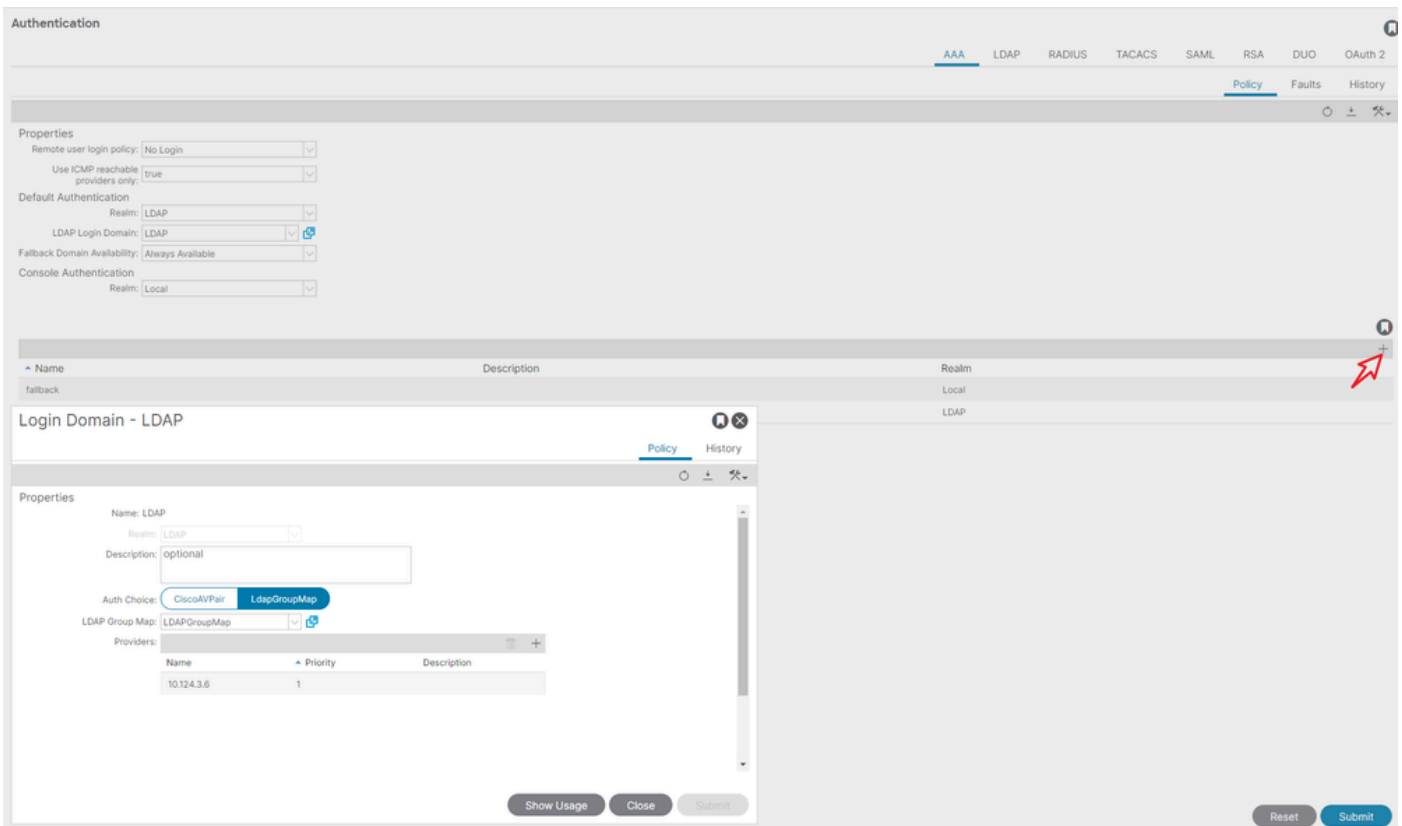 Authentication
AAA LDAP RADIUS TACACS SAML RSA DUO OAuth 2
Policy Faults History
Properties
Remote user login policy: No Login
Use ICMP reachable
providers only: true
Default Authentication
Realm: LDAP
LDAP Login Domain: LDAP
Fallback Domain Availability: Always Available
Console Authentication
Realm: Local
Name Description Realm
fallback Local
LDAP
Login Domain - LDAP
Policy History
Properties
Name: LDAP
Realm: LDAP
Description: optional
Auth Choice: CiscoAVPair LdapGroupMap
LDAP Group Map: LDAPGroupMap
Providers:
Name Priority Description
10.124.3.6 1
Show Usage Close Submit
Reset Submit